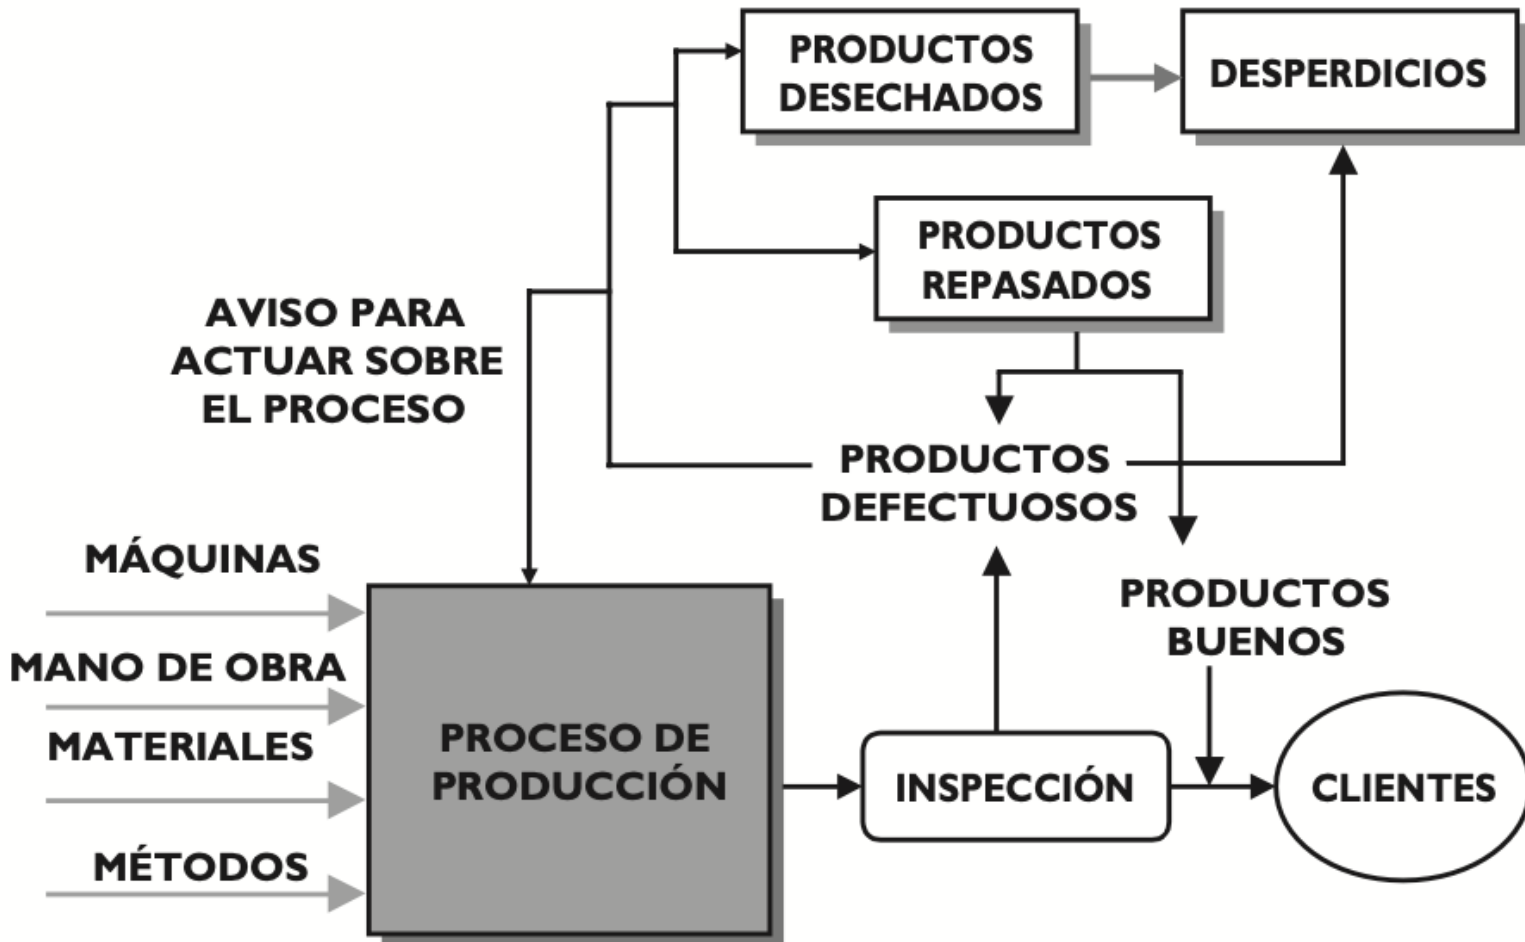 PRODUCTOS
DESECHADOS
DESPERDICIOS
PRODUCTOS
REPASADOS
AVISO PARA
ACTUAR SOBRE
EL PROCESO
PRODUCTOS
DEFECTUOSOS
MÁQUINAS
MANO DE OBRA
MATERIALES
MÉTODOS
PROCESO DE
PRODUCCIÓN
PRODUCTOS
BUENOS
INSPECCIÓN
CLIENTES